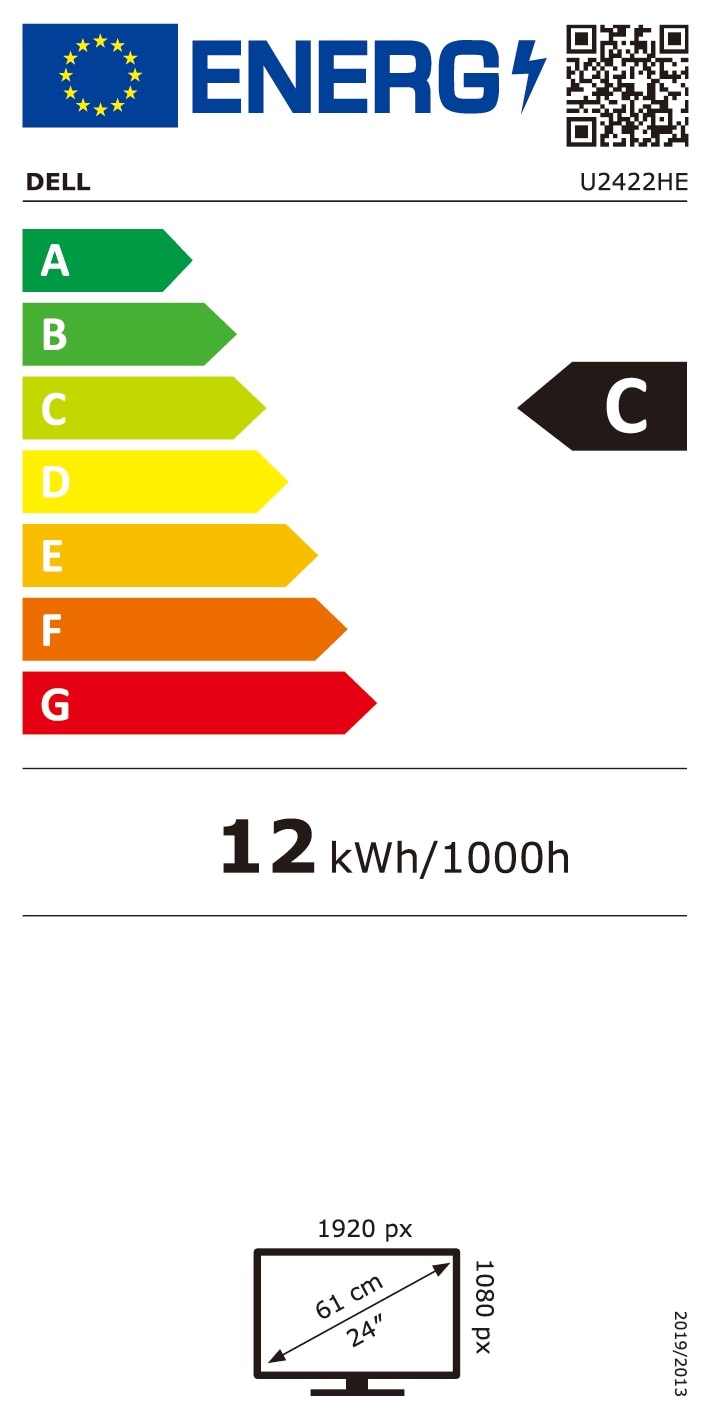 ENERG
DELL
U2422HE
A
B
C
C
D
E
F
G
12 kWh/1000h
1920 px
1080 px
61 cm
24″
2019/2013